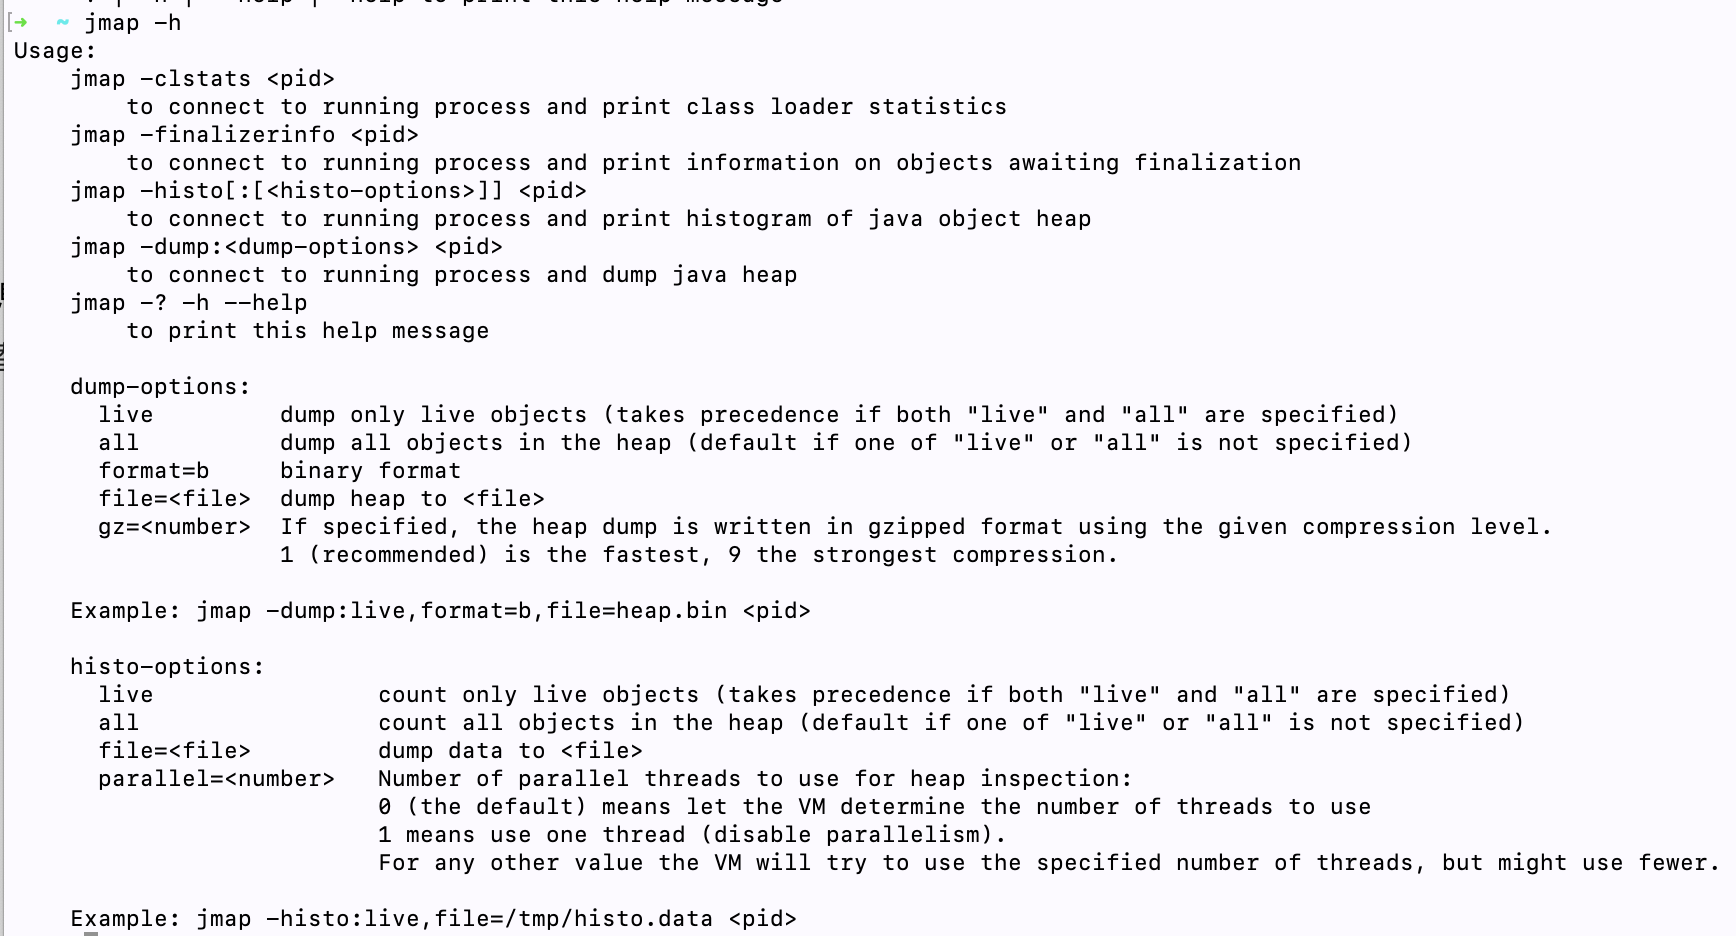 help to print this help message
[➜  ~ jmap -h
Usage:
    jmap -clstats <pid>
        to connect to running process and print class loader statistics
    jmap -finalizerinfo <pid>
        to connect to running process and print information on objects awaiting finalization
    jmap -histo[:[<histo-options>]] <pid>
        to connect to running process and print histogram of java object heap
    jmap -dump:<dump-options> <pid>
        to connect to running process and dump java heap
    jmap -? -h --help
        to print this help message

    dump-options:
      live         dump only live objects (takes precedence if both "live" and "all" are specified)
      all          dump all objects in the heap (default if one of "live" or "all" is not specified)
      format=b     binary format
      file=<file>  dump heap to <file>
      gz=<number>  If specified, the heap dump is written in gzipped format using the given compression level.
                   1 (recommended) is the fastest, 9 the strongest compression.

    Example: jmap -dump:live,format=b,file=heap.bin <pid>

    histo-options:
      live                count only live objects (takes precedence if both "live" and "all" are specified)
      all                 count all objects in the heap (default if one of "live" or "all" is not specified)
      file=<file>         dump data to <file>
      parallel=<number>   Number of parallel threads to use for heap inspection:
                          0 (the default) means let the VM determine the number of threads to use
                          1 means use one thread (disable parallelism).
                          For any other value the VM will try to use the specified number of threads, but might use fewer.

    Example: jmap -histo:live,file=/tmp/histo.data <pid>